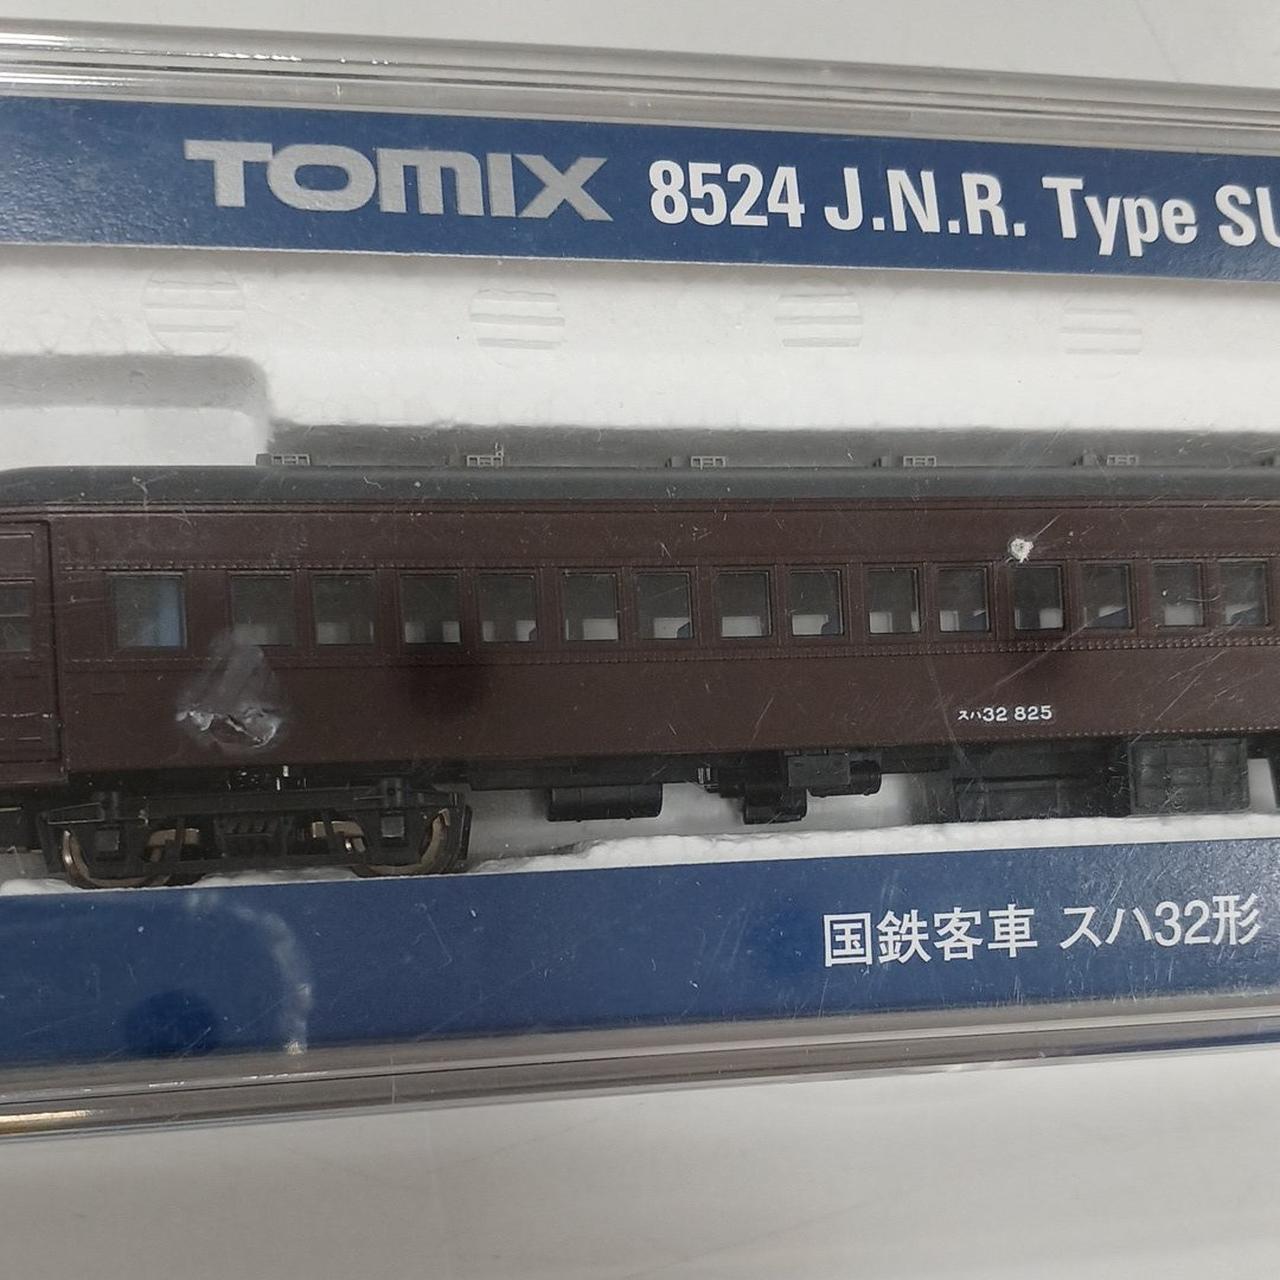 TOMIX 8524 J.N.R. Type SU
スハ32 825
国鉄客車 スハ32形